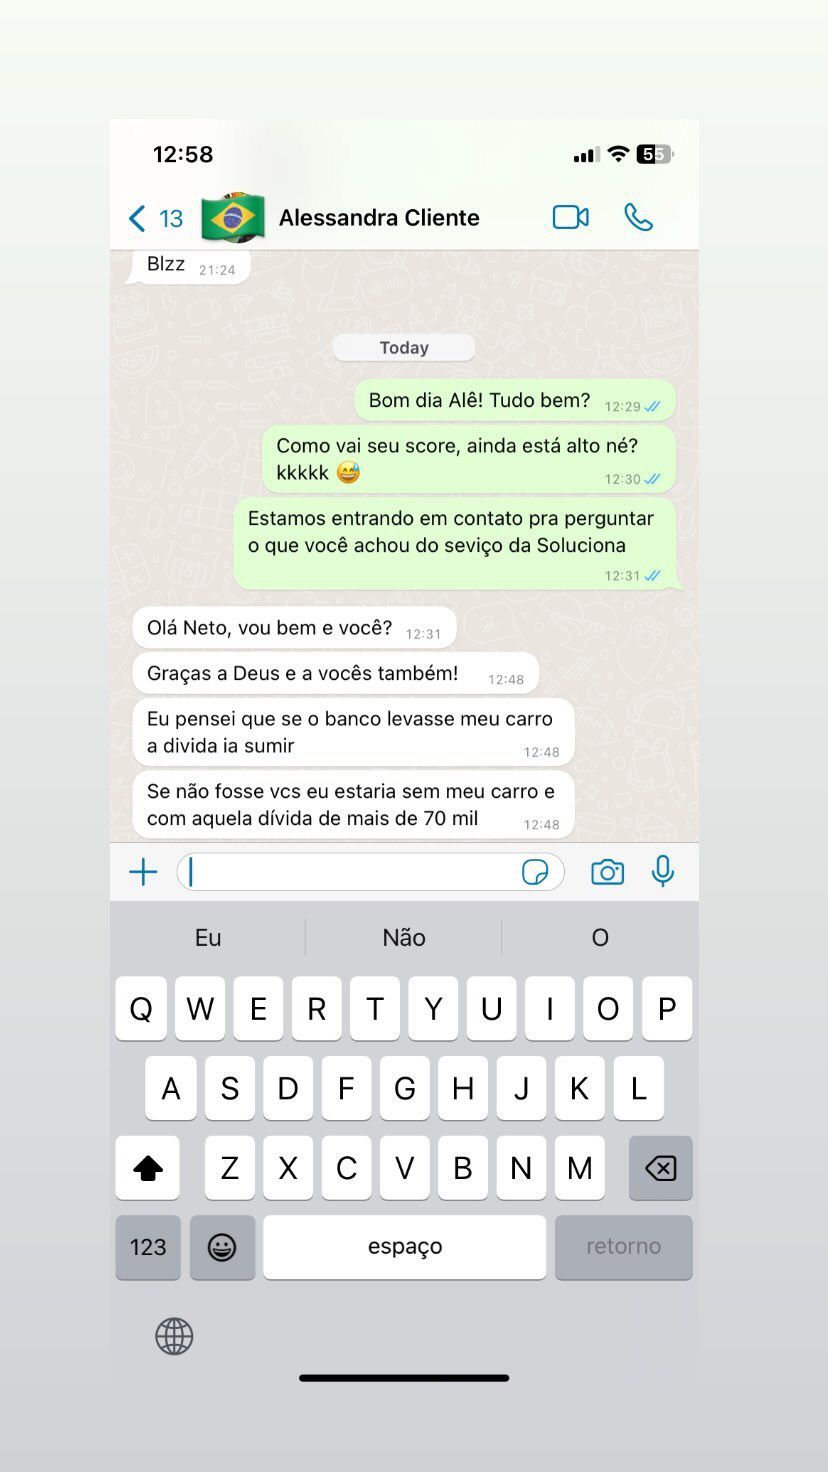 12:58
55
13
Alessandra Cliente
Blzz 21:24
Today
Bom dia Alê! Tudo bem? 12:29
Como vai seu score, ainda está alto né?
kkkkk 😅 12:30
Estamos entrando em contato pra perguntar
o que você achou do seviço da Soluciona
12:31
Olá Neto, vou bem e você? 12:31
Graças a Deus e a vocês também! 12:48
Eu pensei que se o banco levasse meu carro
a divida ia sumir 12:48
Se não fosse vcs eu estaria sem meu carro e
com aquela dívida de mais de 70 mil 12:48
Eu Não O
Q W E R T Y U I O P
A S D F G H J K L
Z X C V B N M
123 espaço retorno